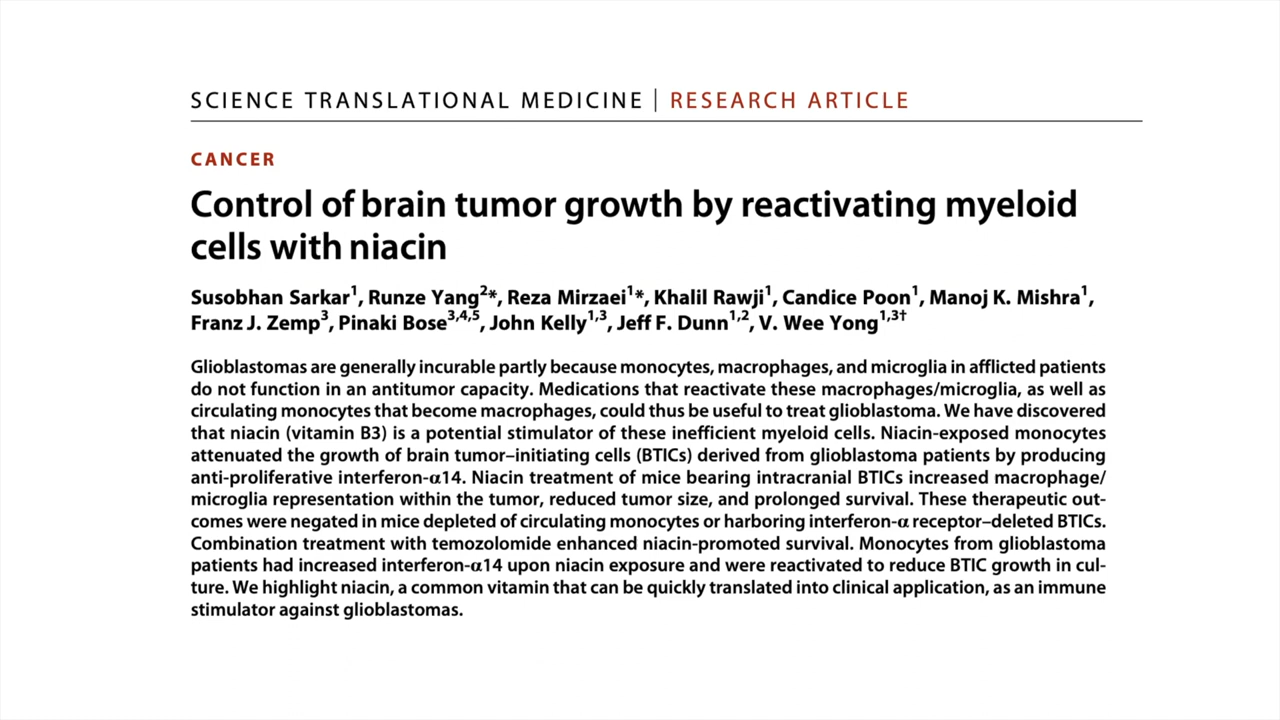 SCIENCE TRANSLATIONAL MEDICINE | RESEARCH ARTICLE
CANCER
Control of brain tumor growth by reactivating myeloid
cells with niacin
Susobhan Sarkar1, Runze Yang2*, Reza Mirzaei1*, Khalil Rawji1, Candice Poon1, Manoj K. Mishra1,
Franz J. Zemp3, Pinaki Bose3,4,5, John Kelly1,3, Jeff F. Dunn1,2, V. Wee Yong1,3†
Glioblastomas are generally incurable partly because monocytes, macrophages, and microglia in afflicted patients
do not function in an antitumor capacity. Medications that reactivate these macrophages/microglia, as well as
circulating monocytes that become macrophages, could thus be useful to treat glioblastoma. We have discovered
that niacin (vitamin B3) is a potential stimulator of these inefficient myeloid cells. Niacin-exposed monocytes
attenuated the growth of brain tumor–initiating cells (BTICs) derived from glioblastoma patients by producing
anti-proliferative interferon-α14. Niacin treatment of mice bearing intracranial BTICs increased macrophage/
microglia representation within the tumor, reduced tumor size, and prolonged survival. These therapeutic out-
comes were negated in mice depleted of circulating monocytes or harboring interferon-α receptor–deleted BTICs.
Combination treatment with temozolomide enhanced niacin-promoted survival. Monocytes from glioblastoma
patients had increased interferon-α14 upon niacin exposure and were reactivated to reduce BTIC growth in cul-
ture. We highlight niacin, a common vitamin that can be quickly translated into clinical application, as an immune
stimulator against glioblastomas.